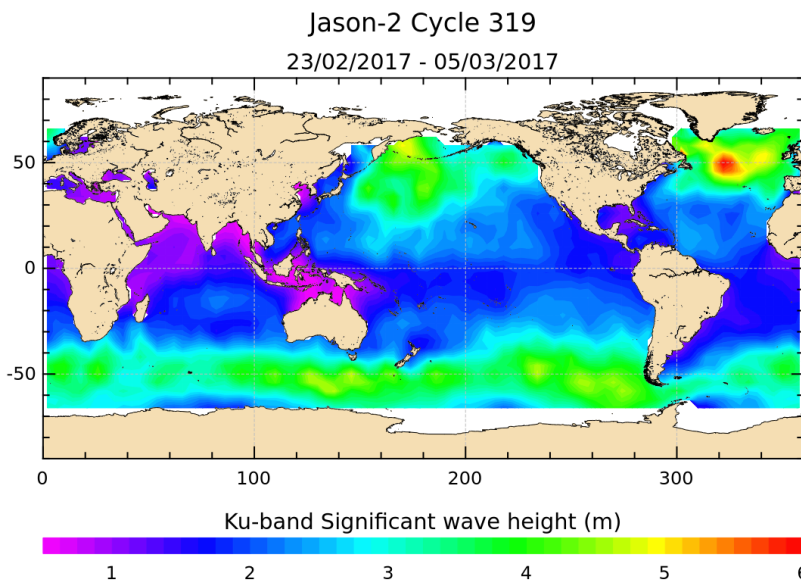 Jason-2 Cycle 319
23/02/2017 - 05/03/2017
50
0
-50
0 100 200 300
Ku-band Significant wave height (m)
1 2 3 4 5 6